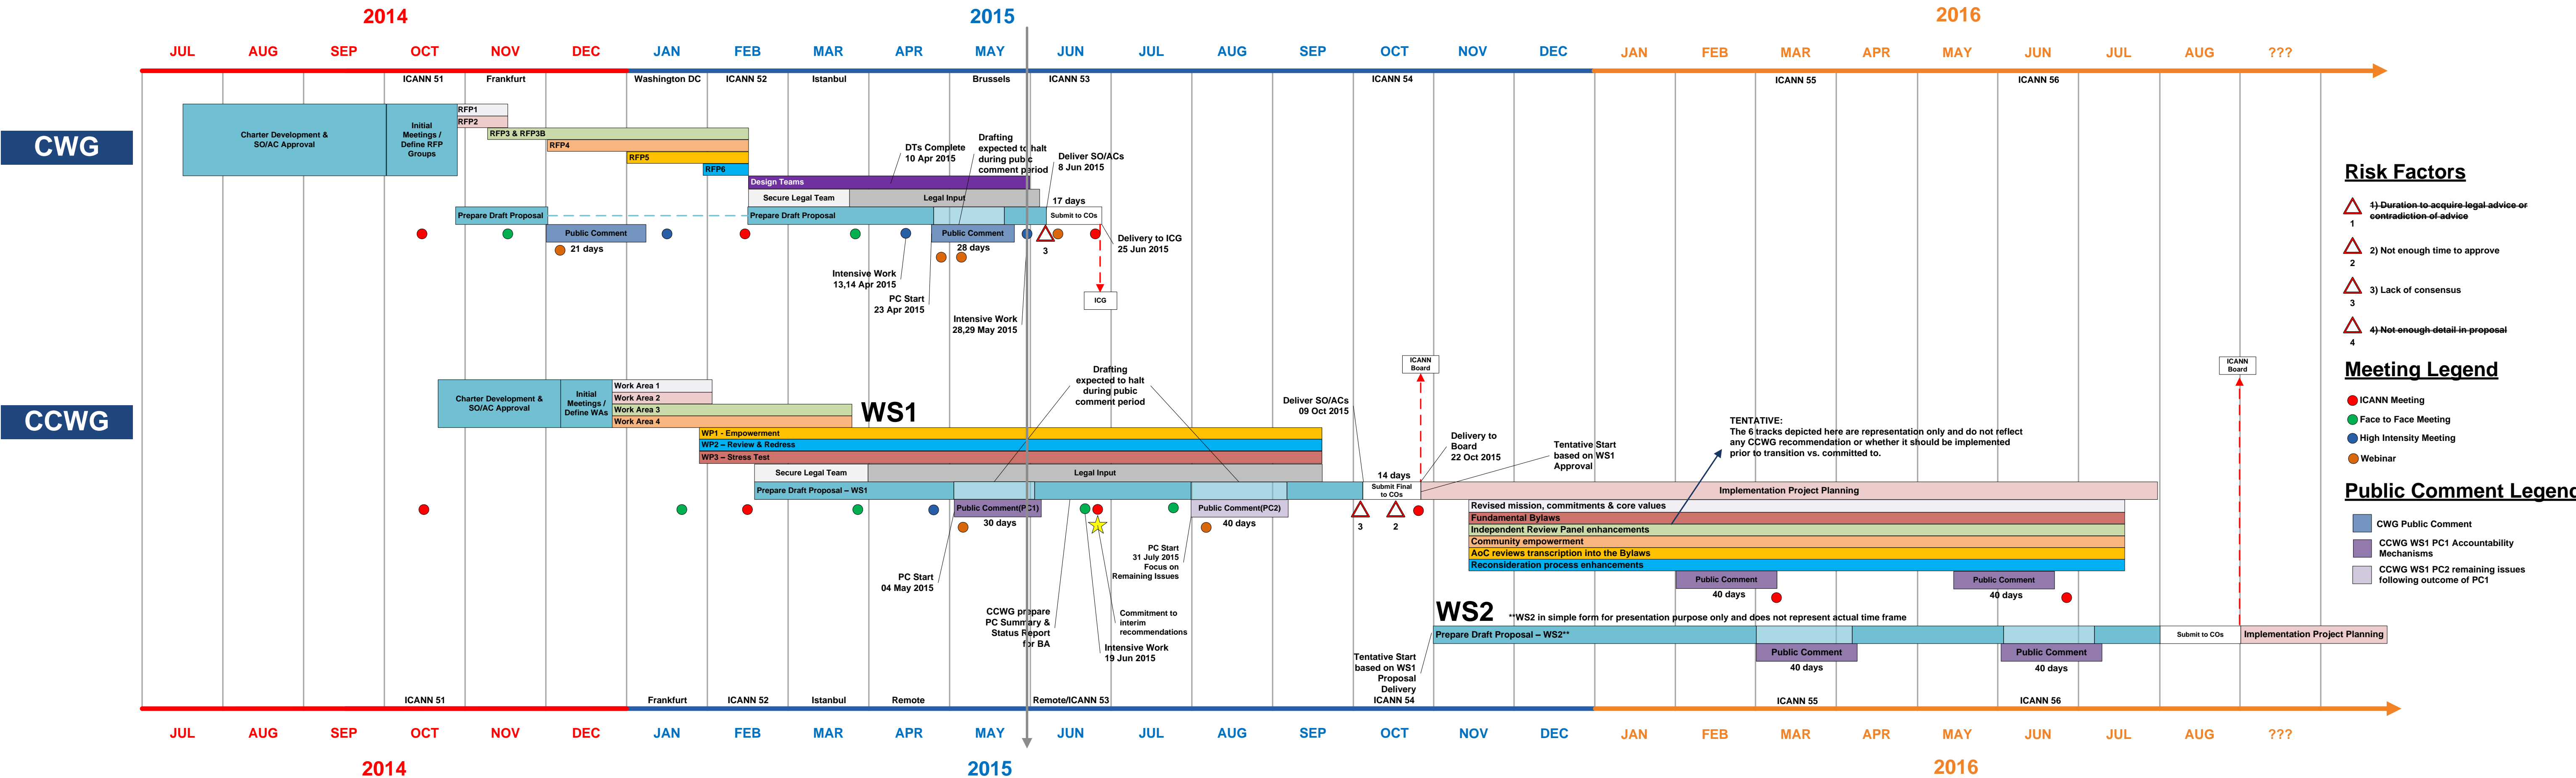 2014
2015
2016
JUL AUG SEP OCT NOV DEC JAN FEB MAR APR MAY JUN JUL AUG SEP OCT NOV DEC JAN FEB MAR APR MAY JUN JUL AUG ???
ICANN 51 Frankfurt Washington DC ICANN 52 Istanbul Brussels ICANN 53 ICANN 54 ICANN 55 ICANN 56
CWG
Charter Development &
SO/AC Approval
Initial
Meetings /
Define RFP
Groups
RFP1
RFP2
RFP3 & RFP3B
RFP4
RFP5
RFP6
Design Teams
Secure Legal Team
Legal Input
Prepare Draft Proposal
Prepare Draft Proposal
Submit to COs
17 days
Public Comment
21 days
Public Comment
28 days
DTs Complete
10 Apr 2015
Drafting
expected to halt
during pubic
comment period
Deliver SO/ACs
8 Jun 2015
3
Delivery to ICG
25 Jun 2015
ICG
Intensive Work
13,14 Apr 2015
PC Start
23 Apr 2015
Intensive Work
28,29 May 2015
Risk Factors
1) Duration to acquire legal advice or
contradiction of advice
1
2) Not enough time to approve
2
3) Lack of consensus
3
4) Not enough detail in proposal
4
Meeting Legend
ICANN Meeting
Face to Face Meeting
High Intensity Meeting
Webinar
Public Comment Legend
CWG Public Comment
CCWG WS1 PC1 Accountability
Mechanisms
CCWG WS1 PC2 remaining issues
following outcome of PC1
CCWG
Charter Development &
SO/AC Approval
Initial
Meetings /
Define WAs
Work Area 1
Work Area 2
Work Area 3
Work Area 4
WS1
WP1 - Empowerment
WP2 – Review & Redress
WP3 – Stress Test
Secure Legal Team
Legal Input
Prepare Draft Proposal – WS1
Drafting
expected to halt
during pubic
comment period
Public Comment(PC1)
30 days
Public Comment(PC2)
40 days
Deliver SO/ACs
09 Oct 2015
14 days
Submit Final
to COs
3
2
ICANN
Board
Delivery to
Board
22 Oct 2015
Tentative Start
based on WS1
Approval
TENTATIVE:
The 6 tracks depicted here are representation only and do not reflect
any CCWG recommendation or whether it should be implemented
prior to transition vs. committed to.
ICANN
Board
Implementation Project Planning
Revised mission, commitments & core values
Fundamental Bylaws
Independent Review Panel enhancements
Community empowerment
AoC reviews transcription into the Bylaws
Reconsideration process enhancements
Public Comment
40 days
Public Comment
40 days
PC Start
04 May 2015
CCWG prepare
PC Summary &
Status Report
for BA
Commitment to
interim
recommendations
Intensive Work
19 Jun 2015
PC Start
31 July 2015
Focus on
Remaining Issues
WS2
**WS2 in simple form for presentation purpose only and does not represent actual time frame
Prepare Draft Proposal – WS2**
Submit to COs
Implementation Project Planning
Public Comment
40 days
Public Comment
40 days
Tentative Start
based on WS1
Proposal
Delivery
ICANN 51 Frankfurt ICANN 52 Istanbul Remote Remote/ICANN 53 ICANN 54 ICANN 55 ICANN 56
JUL AUG SEP OCT NOV DEC JAN FEB MAR APR MAY JUN JUL AUG SEP OCT NOV DEC JAN FEB MAR APR MAY JUN JUL AUG ???
2014
2015
2016